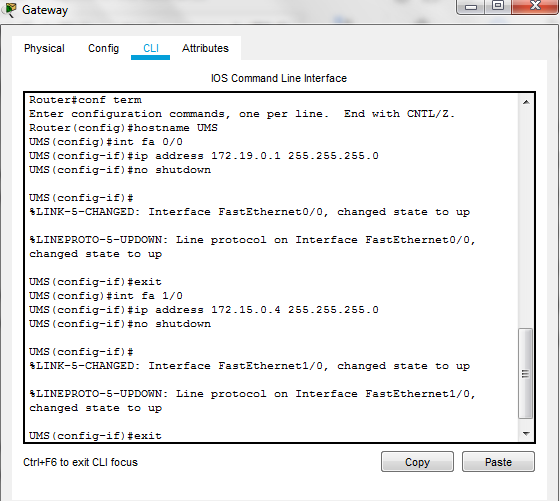 Gateway
Physical Config CLI Attributes
IOS Command Line Interface
Router#conf term
Enter configuration commands, one per line.  End with CNTL/Z.
Router(config)#hostname UMS
UMS(config)#int fa 0/0
UMS(config-if)#ip address 172.19.0.1 255.255.255.0
UMS(config-if)#no shutdown
UMS(config-if)#
%LINK-5-CHANGED: Interface FastEthernet0/0, changed state to up
%LINEPROTO-5-UPDOWN: Line protocol on Interface FastEthernet0/0,
changed state to up
UMS(config-if)#exit
UMS(config)#int fa 1/0
UMS(config-if)#ip address 172.15.0.4 255.255.255.0
UMS(config-if)#no shutdown
UMS(config-if)#
%LINK-5-CHANGED: Interface FastEthernet1/0, changed state to up
%LINEPROTO-5-UPDOWN: Line protocol on Interface FastEthernet1/0,
changed state to up
UMS(config-if)#exit
Ctrl+F6 to exit CLI focus
Copy Paste